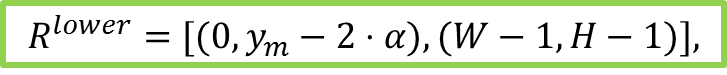 R^{lower} = [(0, y_m − 2 · α), (W − 1, H − 1)],